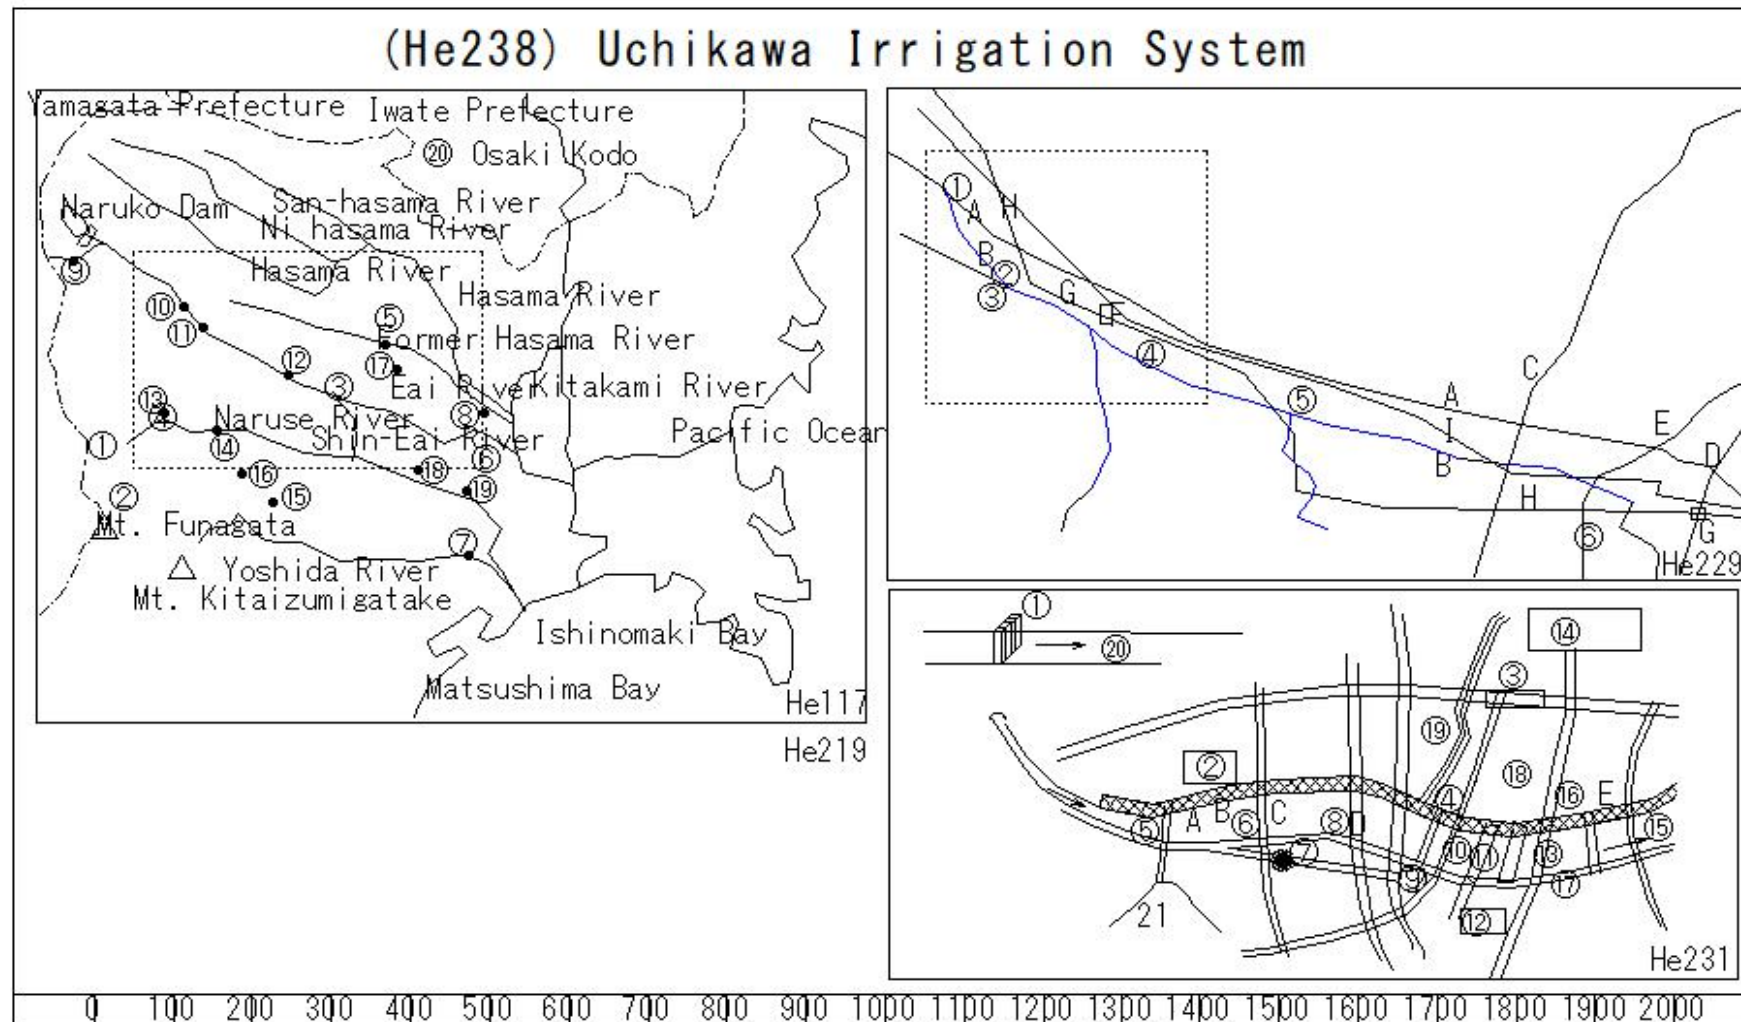 (He238) Uchikawa Irrigation System
Yamagata Prefecture
Iwate Prefecture
⑳ Osaki Kodo
Naruko Dam
San-hasama River
Ni hasama River
⑨
Hasama River
Hasama River
⑩
⑪
⑤
Former Hasama River
⑫
⑰
③
Eai River
Kitakami River
⑬
④
Naruse River
⑧
①
⑭
Shin-Eai River
Pacific Ocean
⑥
⑯
⑱
②
⑮
⑲
Mt. Funagata
⑦
Yoshida River
Mt. Kitaizumigatake
Ishinomaki Bay
Matsushima Bay
He117
He219
①
A
H
B
②
③
G
F
④
C
⑤
A
I
E
B
D
H
⑥
G
He229
①
⑳
⑭
③
⑲
②
⑱
④
⑯
E
⑤
A
B
⑥
C
⑧
D
⑮
⑦
⑩
⑪
⑬
⑨
⑰
21
⑫
He231
0 100 200 300 400 500 600 700 800 900 1000 1100 1200 1300 1400 1500 1600 1700 1800 1900 2000